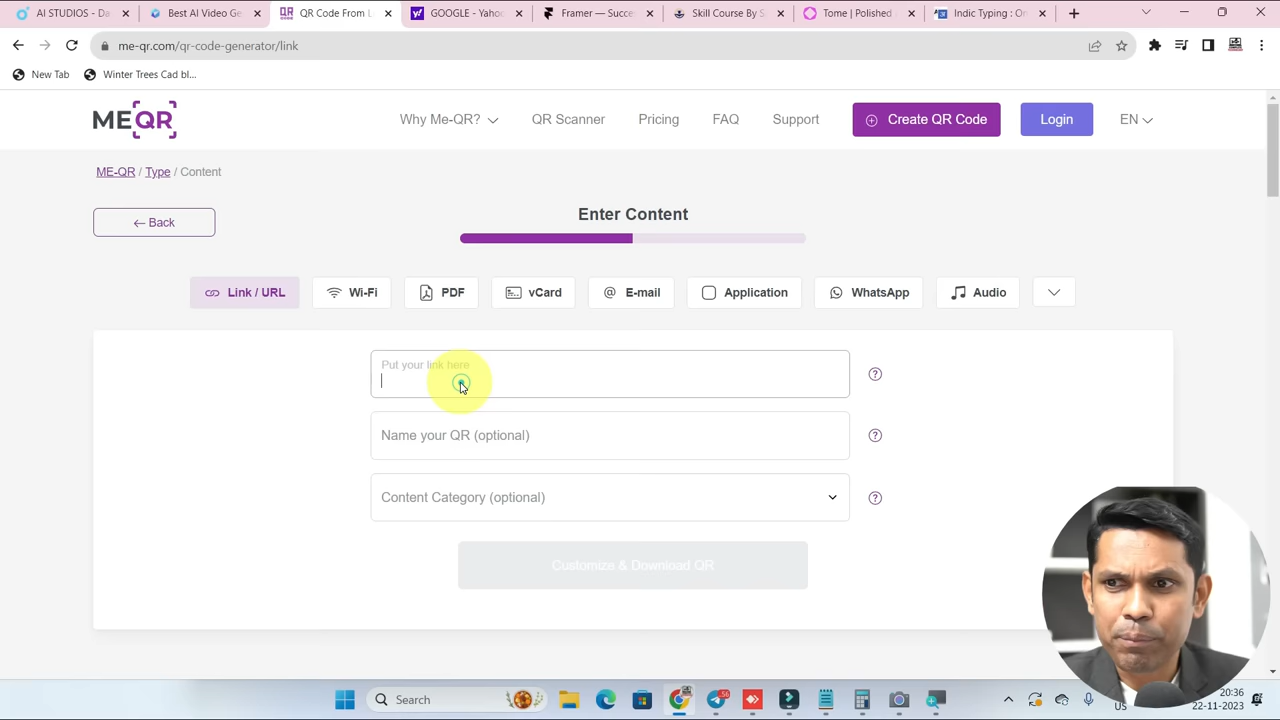 AI STUDIOS - Da
Best AI Video Ge
QR Code From L
GOOGLE - Yahoo
Framer — Succes
Skill Course By S
Tome | Polished
Indic Typing : On
me-qr.com/qr-code-generator/link
New Tab
Winter Trees Cad bl...
MEQR
Why Me-QR?
QR Scanner
Pricing
FAQ
Support
Create QR Code
Login
EN
ME-QR / Type / Content
← Back
Enter Content
Link / URL
Wi-Fi
PDF
vCard
E-mail
Application
WhatsApp
Audio
Put your link here
Name your QR (optional)
Content Category (optional)
Customize & Download QR
Search
US
20:36
22-11-2023